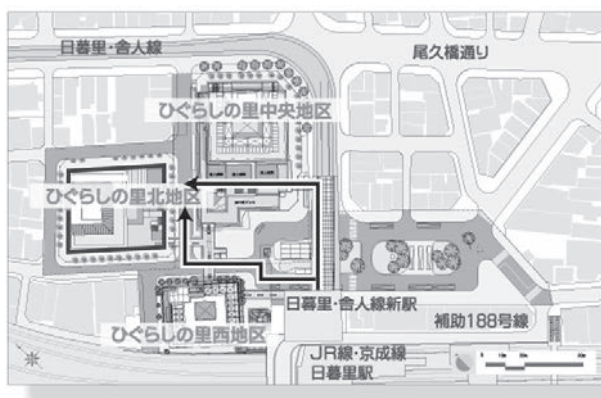 日暮里・舎人線
尾久橋通り
ひぐらしの里中央地区
ひぐらしの里北地区
日暮里・舎人線新駅
補助188号線
ひぐらしの里西地区
JR線・京成線
日暮里駅